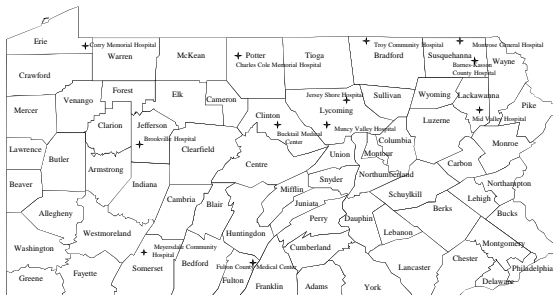 Erie
Corry Memorial Hospital
Warren
McKean
Potter
Charles Cole Memorial Hospital
Tioga
Troy Community Hospital
Bradford
Susquehanna
Montrose General Hospital
Barnes-Kasson
County Hospital
Wayne
Crawford
Forest
Venango
Elk
Cameron
Jersey Shore Hospital
Lycoming
Sullivan
Wyoming
Lackawanna
Pike
Mercer
Clarion
Jefferson
Clinton
Bucktail Medical
Center
Muncy Valley Hospital
Luzerne
Mid Valley Hospital
Brookville Hospital
Clearfield
Columbia
Monroe
Lawrence
Butler
Armstrong
Centre
Union
Montour
Carbon
Beaver
Indiana
Snyder
Northumberland
Northampton
Mifflin
Schuylkill
Lehigh
Allegheny
Cambria
Blair
Juniata
Berks
Bucks
Westmoreland
Huntingdon
Perry
Dauphin
Lebanon
Washington
Meyersdale Community
Hospital
Cumberland
Montgomery
Greene
Fayette
Somerset
Bedford
Fulton County Medical Center
Fulton
Franklin
Adams
York
Lancaster
Chester
Delaware
Philadelphia